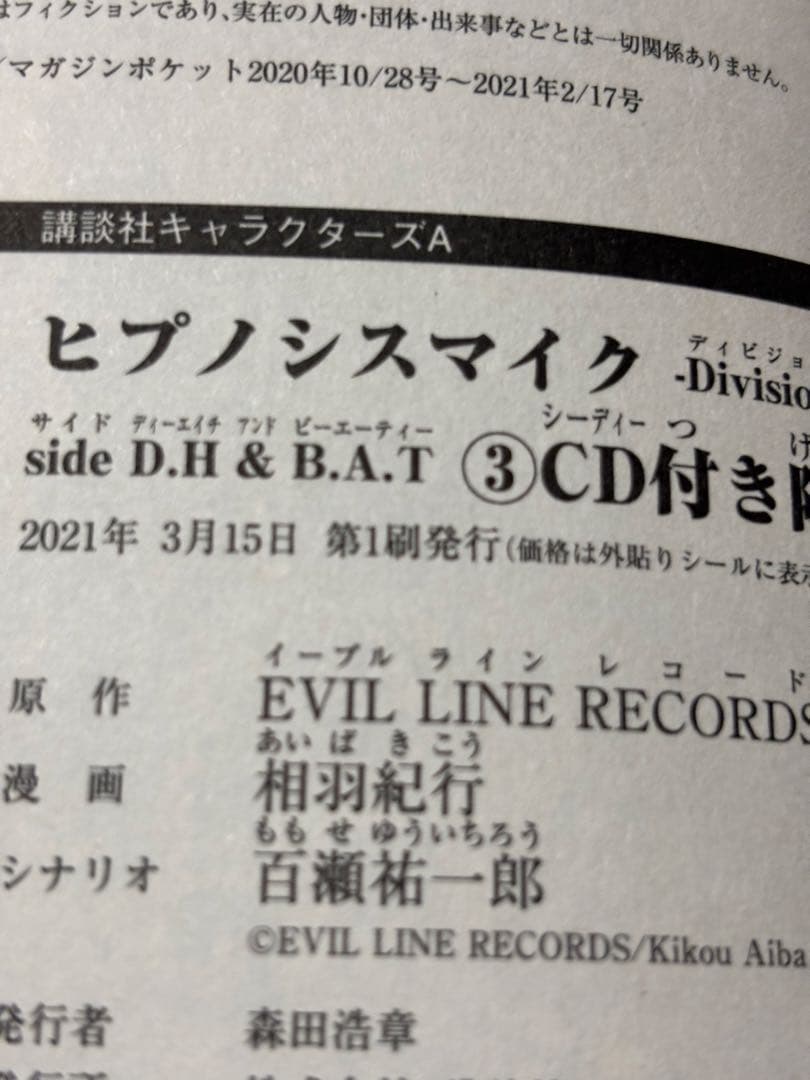 はフィクションであり、実在の人物・団体・出来事などとは一切関係ありません。
/マガジンポケット2020年10/28号〜2021年2/17号
講談社キャラクターズA
ディビジョ
ヒプノシスマイク -Divisio
サイド ディーエイチ アンド ビーエーティー シーディー つ げ
side D.H & B.A.T ③CD付き
2021年 3月15日 第1刷発行(価格は外貼りシールに表示
イーブル ライン レコード
原作 EVIL LINE RECORDS
あいば きこう
漫画 相羽紀行
ももせ ゆういちろう
シナリオ 百瀬祐一郎
©EVIL LINE RECORDS/Kikou Aiba
発行者 森田浩章